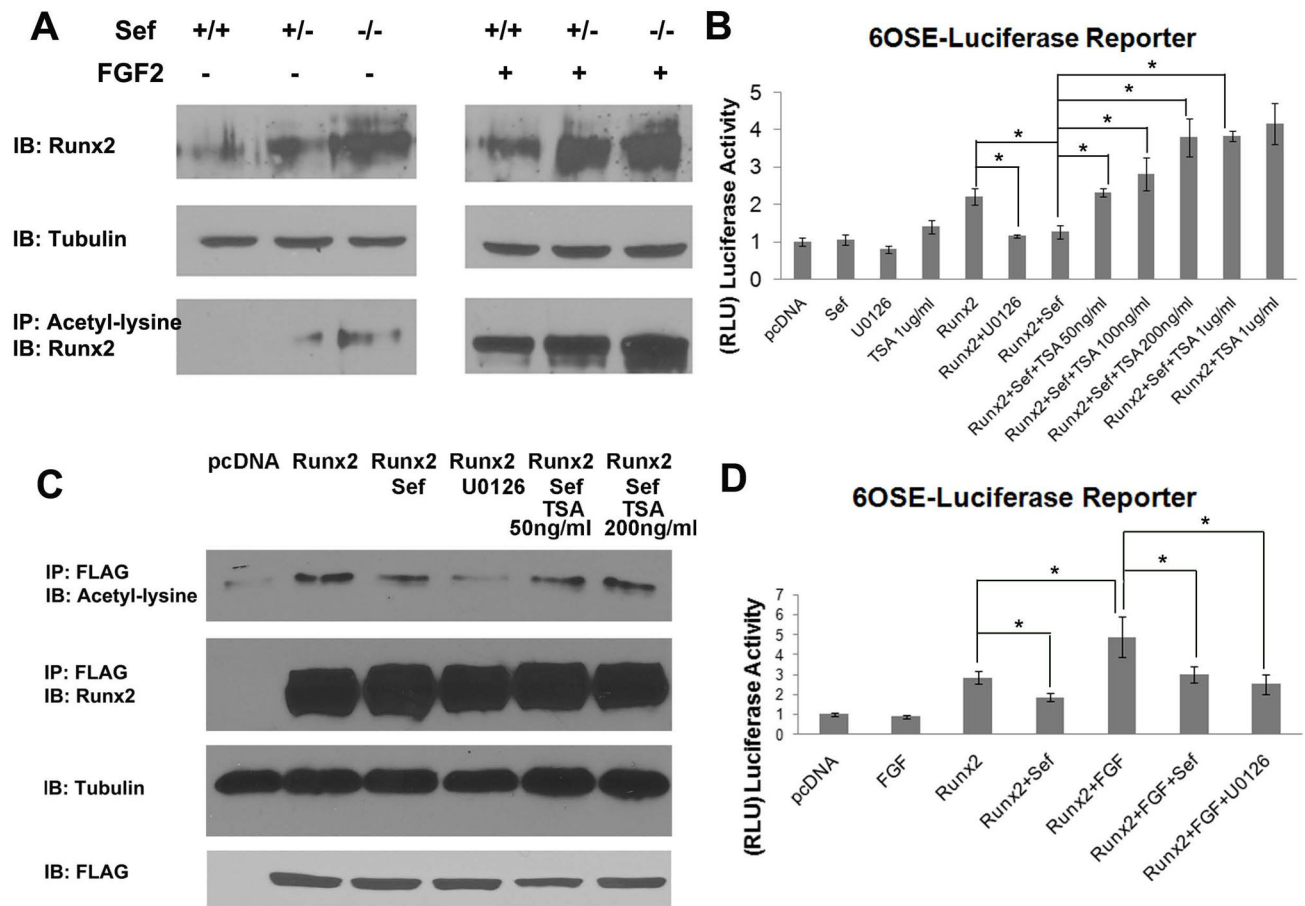 A
Sef +/+ +/- -/- +/+ +/- -/-
FGF2 - - - + + +
IB: Runx2
IB: Tubulin
IP: Acetyl-lysine
IB: Runx2
B
6OSE-Luciferase Reporter
(RLU) Luciferase Activity
5
4
3
2
1
0
* * * * * *
pcDNA
Sef
U0126
TSA 1ug/ml
Runx2
Runx2+U0126
Runx2+Sef
Runx2+Sef+TSA 50ng/ml
Runx2+Sef+TSA 100ng/ml
Runx2+Sef+TSA 200ng/ml
Runx2+Sef+TSA 1ug/ml
Runx2+TSA 1ug/ml
C
pcDNA Runx2 Runx2 Runx2 Runx2 Runx2
Sef U0126 Sef Sef
TSA TSA
50ng/ml 200ng/ml
IP: FLAG
IB: Acetyl-lysine
IP: FLAG
IB: Runx2
IB: Tubulin
IB: FLAG
D
6OSE-Luciferase Reporter
(RLU) Luciferase Activity
7
6
5
4
3
2
1
0
* * * *
pcDNA
FGF
Runx2
Runx2+Sef
Runx2+FGF
Runx2+FGF+Sef
Runx2+FGF+U0126